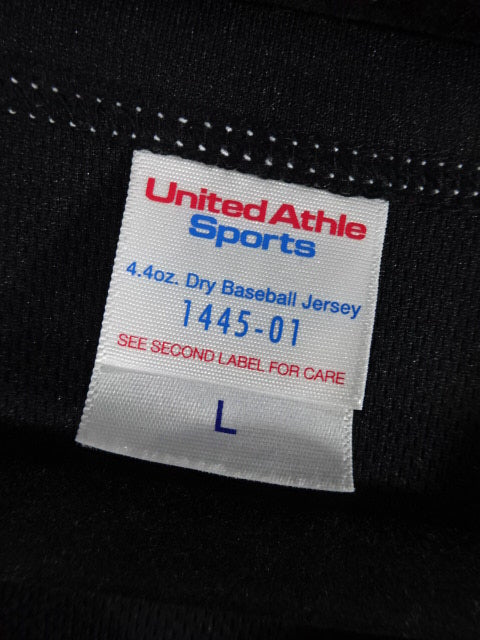 United Athle
Sports
4.4oz. Dry Baseball Jersey
1445-01
SEE SECOND LABEL FOR CARE
L